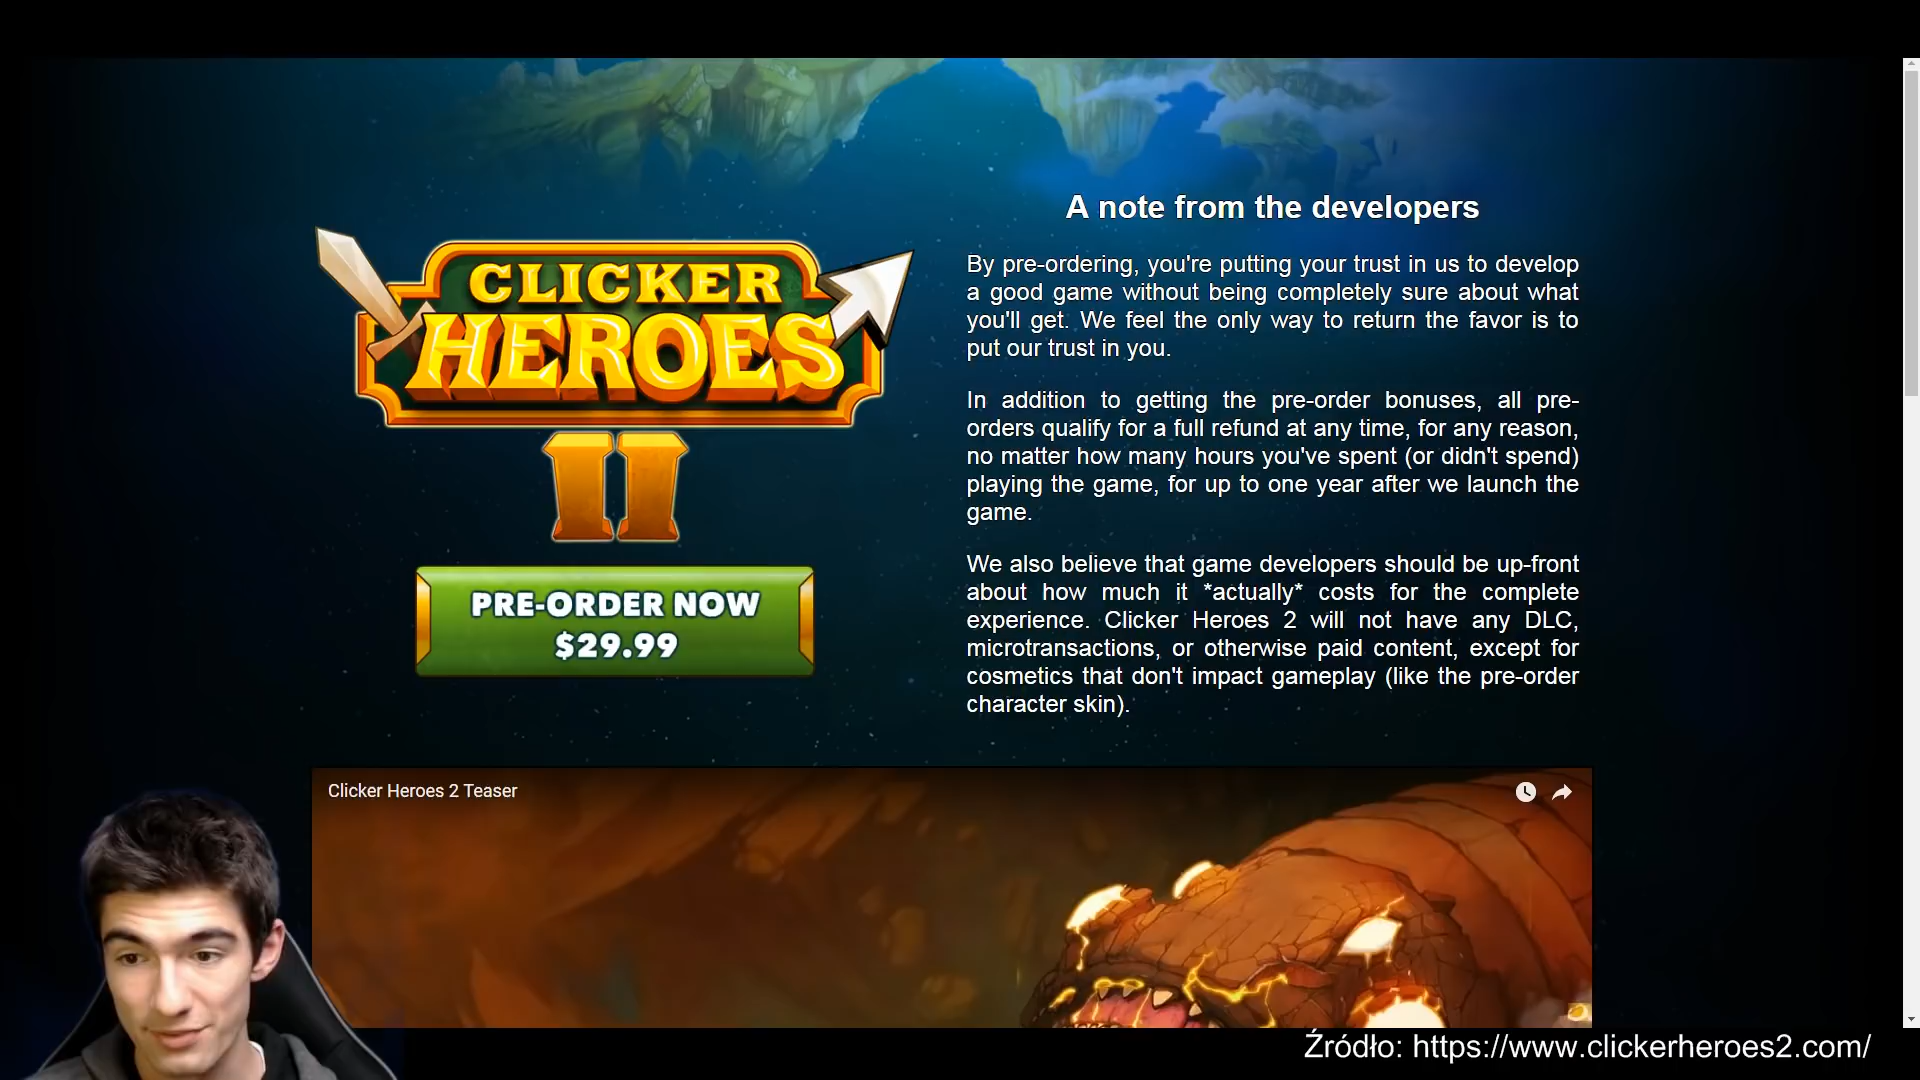 CLICKER
HEROES
II
PRE-ORDER NOW
$29.99
A note from the developers
By pre-ordering, you're putting your trust in us to develop
a good game without being completely sure about what
you'll get. We feel the only way to return the favor is to
put our trust in you.
In addition to getting the pre-order bonuses, all pre-
orders qualify for a full refund at any time, for any reason,
no matter how many hours you've spent (or didn't spend)
playing the game, for up to one year after we launch the
game.
We also believe that game developers should be up-front
about how much it *actually* costs for the complete
experience. Clicker Heroes 2 will not have any DLC,
microtransactions, or otherwise paid content, except for
cosmetics that don't impact gameplay (like the pre-order
character skin).
Clicker Heroes 2 Teaser
Źródło: https://www.clickerheroes2.com/